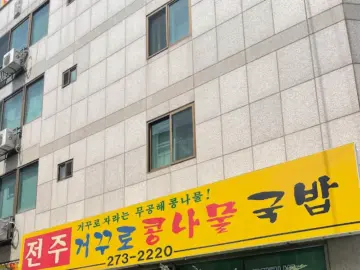 거꾸로 자라는 무공해 콩나물!
전주 거꾸로 콩나물 국밥
273-2220